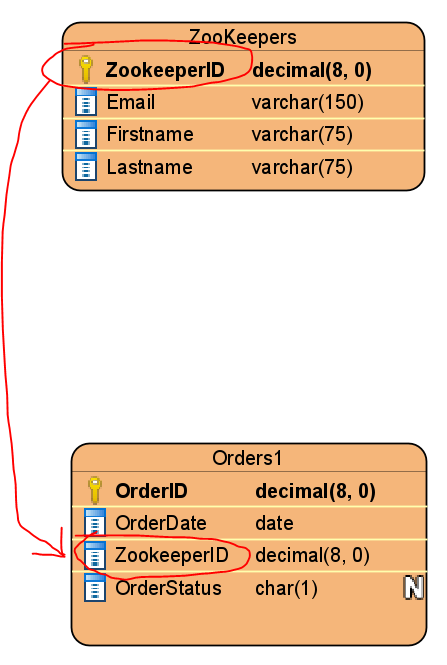 ZooKeepers
ZookeeperID decimal(8, 0)
Email varchar(150)
Firstname varchar(75)
Lastname varchar(75)
Orders1
OrderID decimal(8, 0)
OrderDate date
ZookeeperID decimal(8, 0)
OrderStatus char(1) N